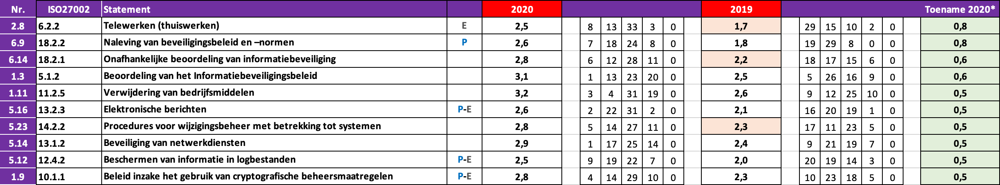 Nr. ISO27002 Statement 2020 2019 Toename 2020*
2.8 6.2.2 Telewerken (thuiswerken) E 2,5 8 13 33 3 0 1,7 29 15 10 2 0 0,8
6.9 18.2.2 Naleving van beveiligingsbeleid en –normen P 2,6 7 18 24 8 0 1,8 19 29 8 0 0 0,8
6.14 18.2.1 Onafhankelijke beoordeling van informatiebeveiliging 2,8 6 12 28 11 0 2,2 18 17 15 6 0 0,6
1.3 5.1.2 Beoordeling van het Informatiebeveiligingsbeleid 3,1 1 13 23 20 0 2,5 5 26 16 9 0 0,6
1.11 11.2.5 Verwijdering van bedrijfsmiddelen 3,2 3 4 31 19 0 2,6 9 12 25 10 0 0,5
5.16 13.2.3 Elektronische berichten P-E 2,6 2 22 31 2 0 2,1 16 20 19 1 0 0,5
5.23 14.2.2 Procedures voor wijzigingsbeheer met betrekking tot systemen 2,8 5 14 27 11 0 2,3 17 11 23 5 0 0,5
5.14 13.1.2 Beveiliging van netwerkdiensten 2,9 1 17 25 14 0 2,4 9 21 19 7 0 0,5
5.12 12.4.2 Beschermen van informatie in logbestanden P-E 2,5 9 19 22 7 0 2,0 20 19 14 3 0 0,5
1.9 10.1.1 Beleid inzake het gebruik van cryptografische beheersmaatregelen P-E 2,8 4 14 29 10 0 2,3 10 23 18 5 0 0,5